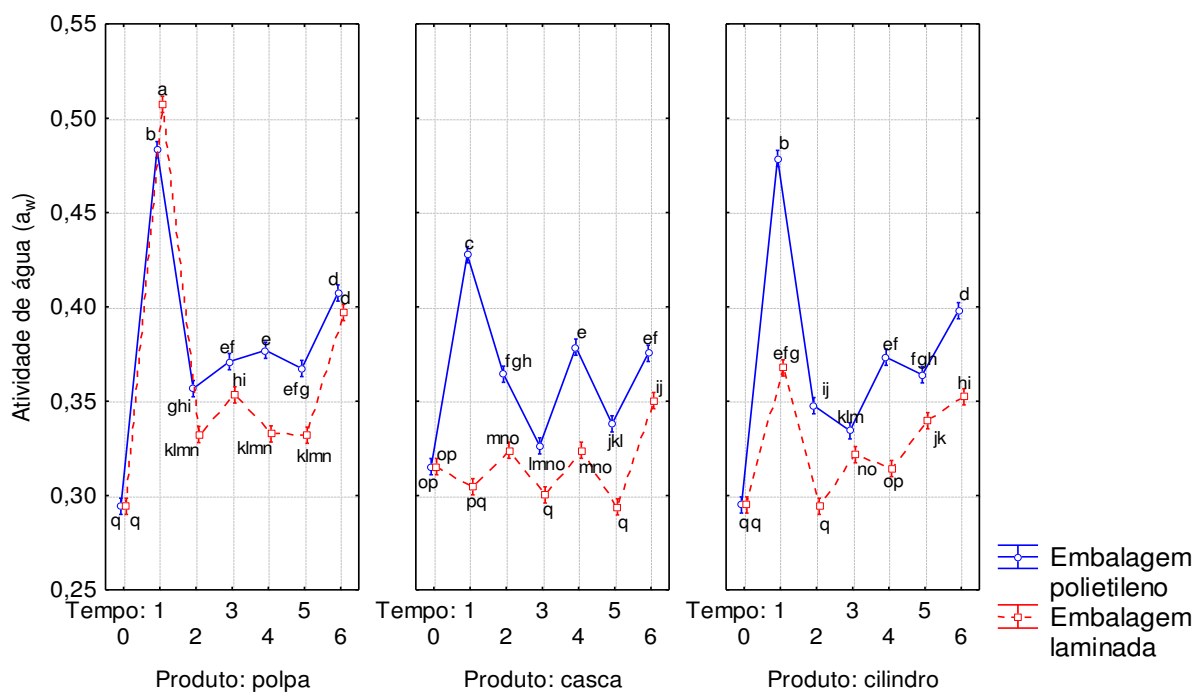 0,55
0,50
0,45
0,40
0,35
0,30
0,25
Atividade de água (aw)
a
b
d
d
ef
e
efg
ghi
hi
klmn
klmn
klmn
q q
c
e
ef
fgh
ij
jkl
lmno
mno
mno
op
op
pq
q
q
b
d
efg
ef
fgh
hi
ij
klm
jk
no
op
q q
q
Tempo: 1 3 5
0 2 4 6
Produto: polpa
Tempo: 1 3 5
0 2 4 6
Produto: casca
Tempo: 1 3 5
0 2 4 6
Produto: cilindro
Embalagem
polietileno
Embalagem
laminada